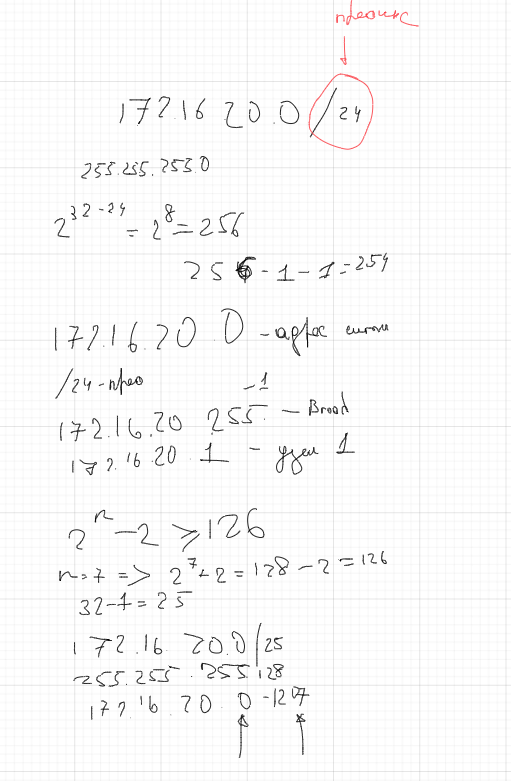 префикс
172.16 20.0/24
255.255.255.0
2^32-24 = 2^8 = 256
256 - 1 - 1 = 254
172.16.20 0 - адрес
/24 - преф
-1
172.16.20 255 - Broad
172.16.20 1 - узел 1
2^n - 2 ≥ 126
n = 7 => 2^7 + 2 = 128 - 2 = 126
32-7 = 25
172.16. 20.0/25
255.255.255 128
172.16.20.0 -127